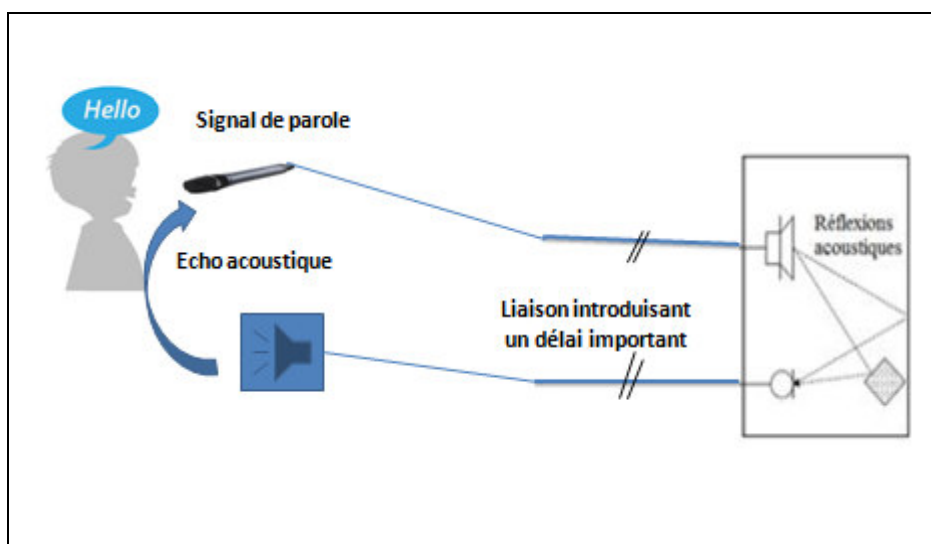 Hello
Signal de parole
Réflexions
acoustiques
Echo acoustique
Liaison introduisant
un délai important